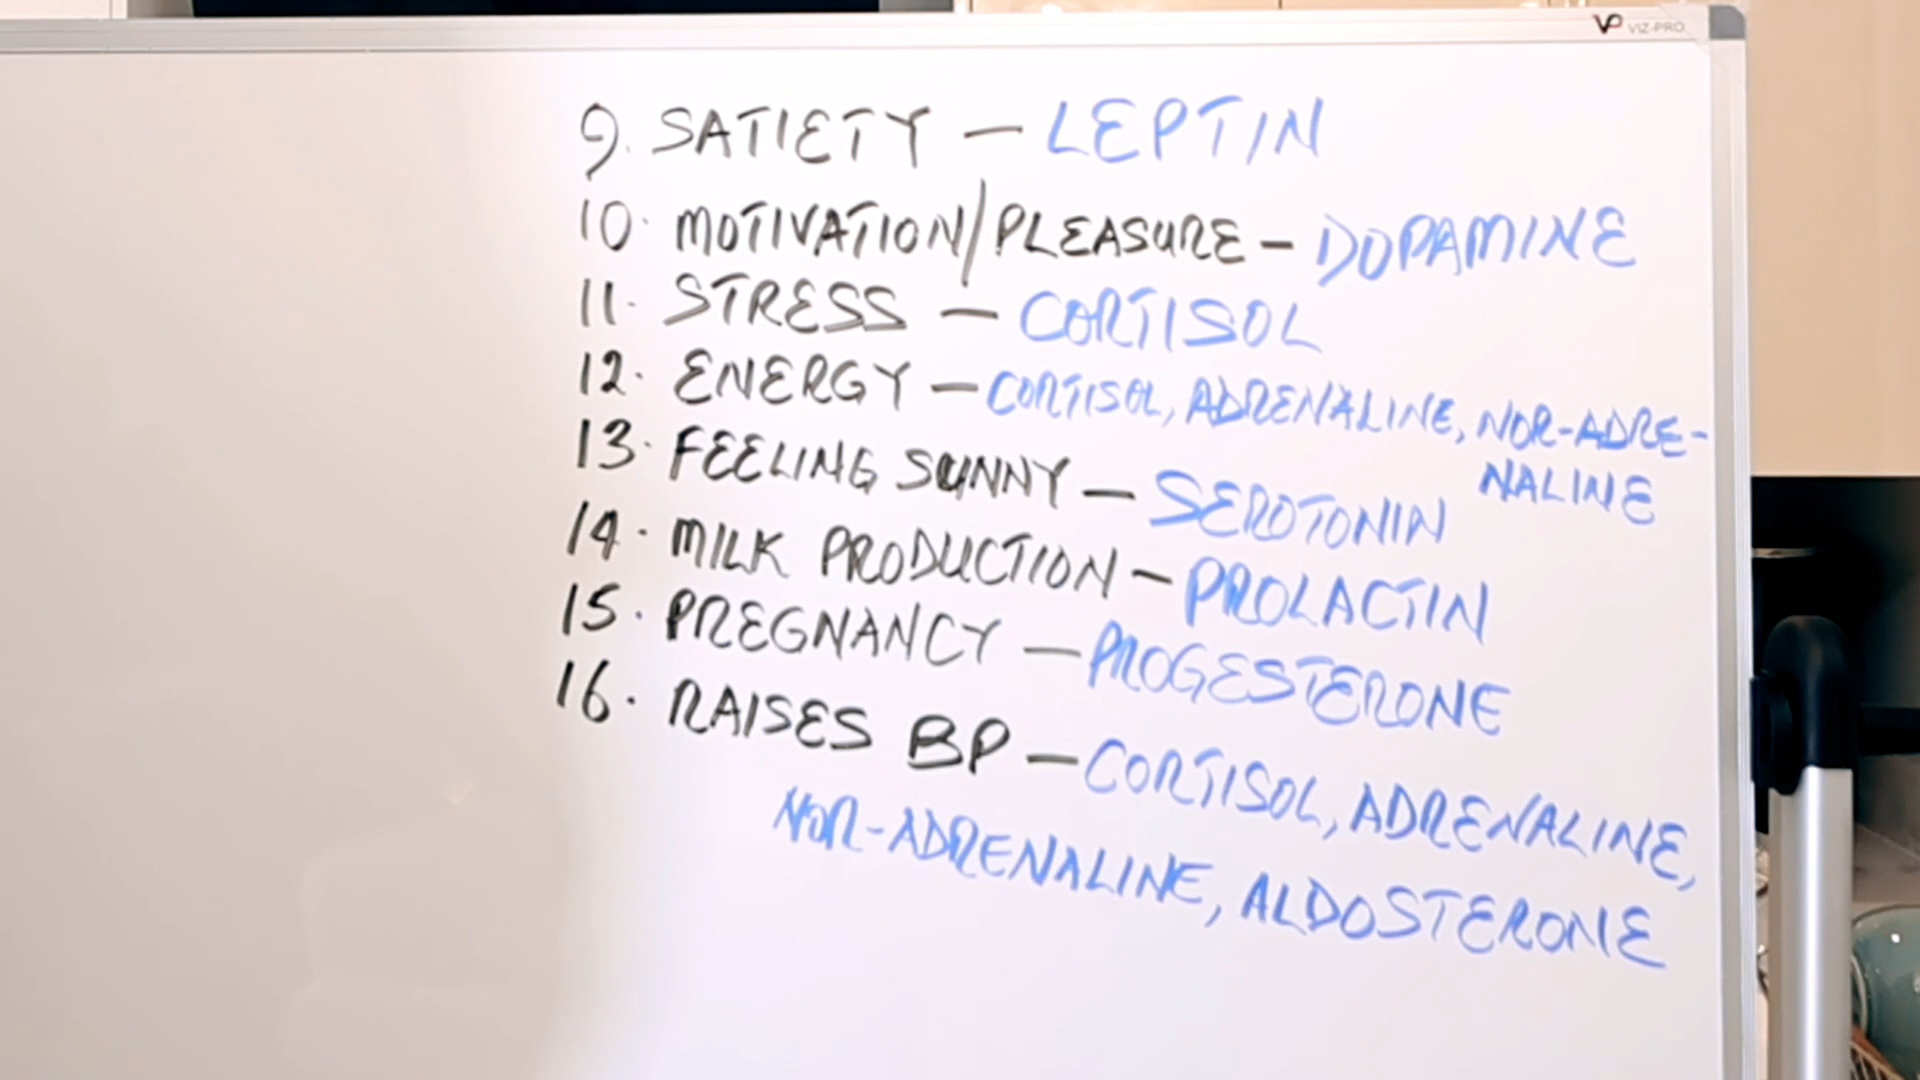 VP VIZ-PRO
9. SATIETY – LEPTIN
10. MOTIVATION/PLEASURE – DOPAMINE
11. STRESS – CORTISOL
12. ENERGY – CORTISOL, ADRENALINE, NOR-ADRE-
NALINE
13. FEELING SUNNY – SEROTONIN
14. MILK PRODUCTION – PROLACTIN
15. PREGNANCY – PROGESTERONE
16. RAISES BP – CORTISOL, ADRENALINE,
NOR-ADRENALINE, ALDOSTERONE